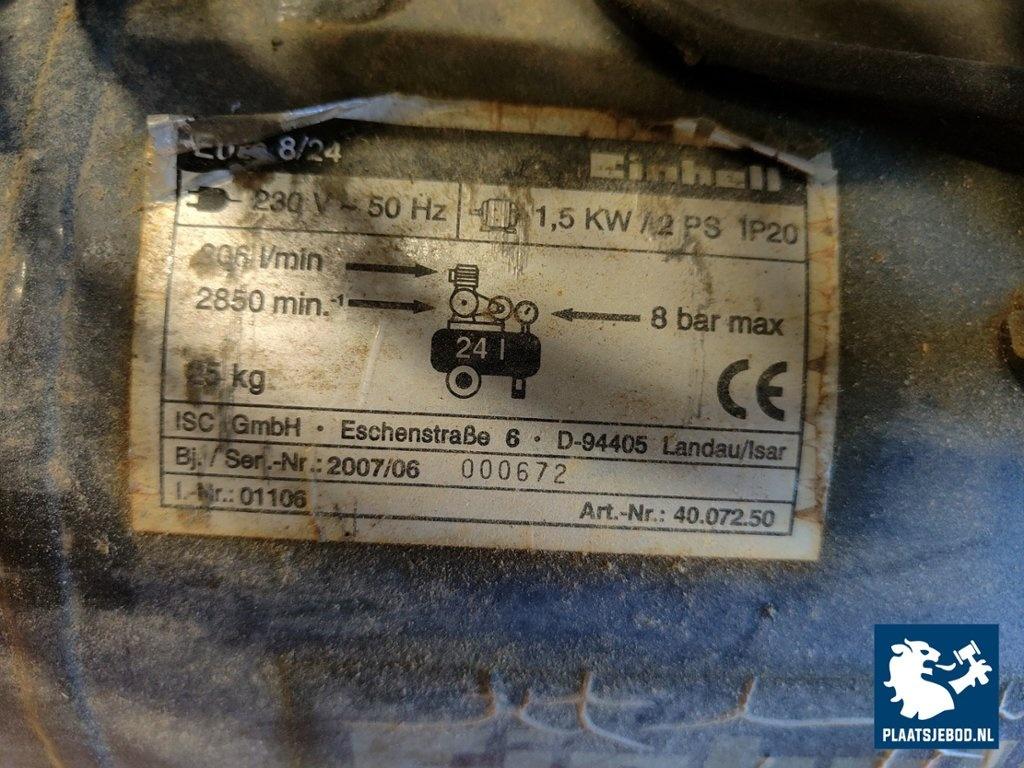 8/24 Einhell
230 V ~ 50 Hz 1,5 KW / 2 PS IP20
l/min
2850 min.⁻¹
8 bar max
24 l
25 kg
CE
ISC GmbH · Eschenstraße 6 · D-94405 Landau/Isar
Bj. / Ser.-Nr.: 2007/06 000672
I.-Nr.: 01106
Art.-Nr.: 40.072.50
PLAATSJEBOD.NL